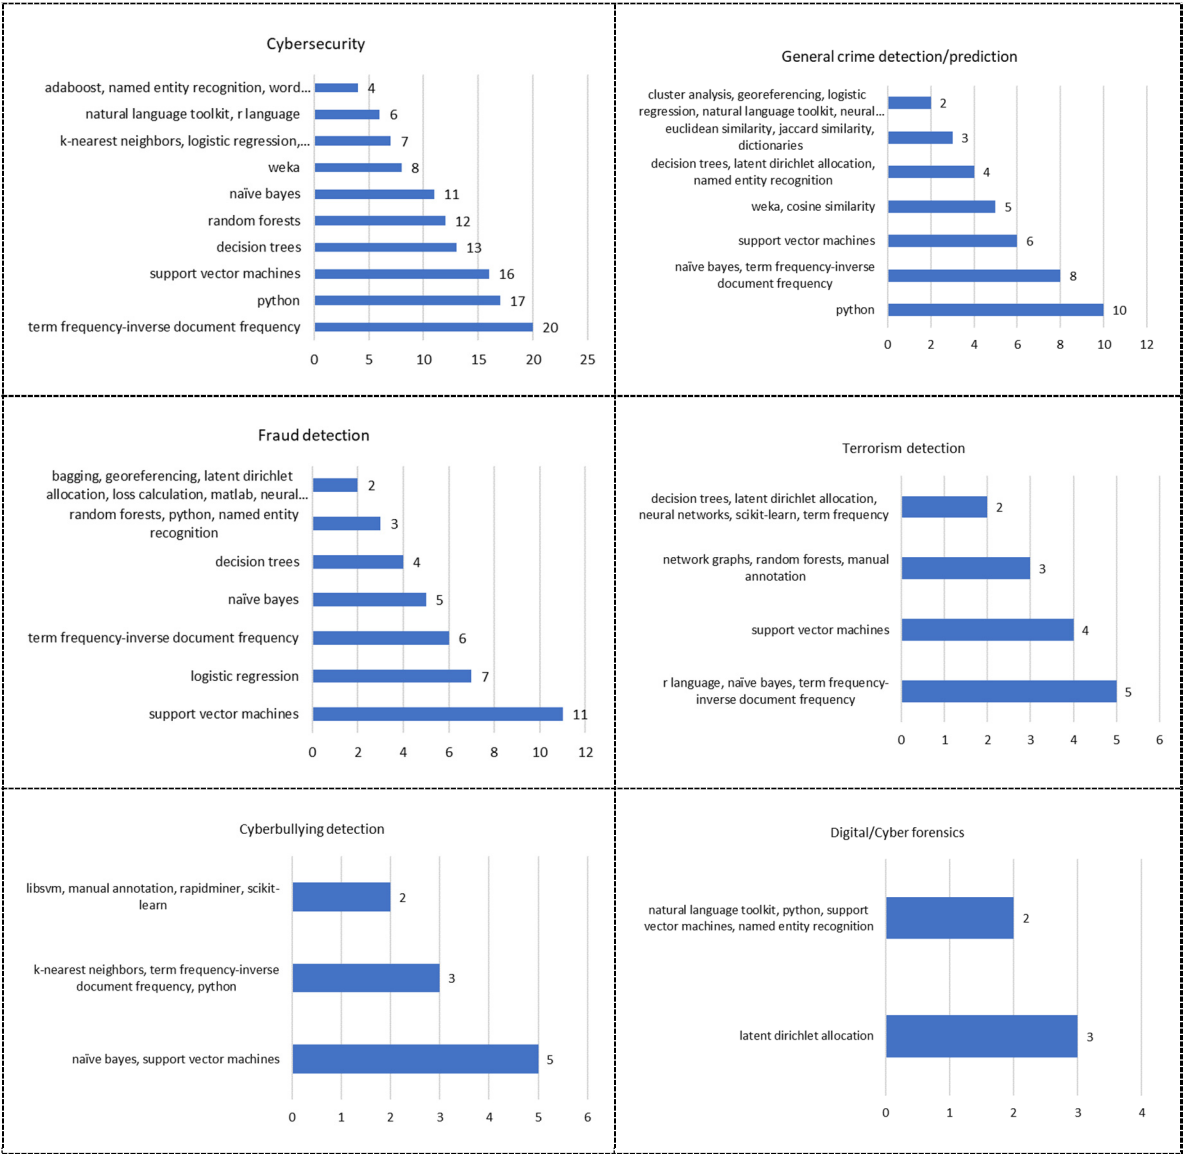 Cybersecurity
adaboost, named entity recognition, word...
4
natural language toolkit, r language
6
k-nearest neighbors, logistic regression,...
7
weka
8
naïve bayes
11
random forests
12
decision trees
13
support vector machines
16
python
17
term frequency-inverse document frequency
20
0 5 10 15 20 25
General crime detection/prediction
cluster analysis, georeferencing, logistic
regression, natural language toolkit, neural...
2
euclidean similarity, jaccard similarity,
dictionaries
3
decision trees, latent dirichlet allocation,
named entity recognition
4
weka, cosine similarity
5
support vector machines
6
naïve bayes, term frequency-inverse
document frequency
8
python
10
0 2 4 6 8 10 12
Fraud detection
bagging, georeferencing, latent dirichlet
allocation, loss calculation, matlab, neural...
2
random forests, python, named entity
recognition
3
decision trees
4
naïve bayes
5
term frequency-inverse document frequency
6
logistic regression
7
support vector machines
11
0 2 4 6 8 10 12
Terrorism detection
decision trees, latent dirichlet allocation,
neural networks, scikit-learn, term frequency
2
network graphs, random forests, manual
annotation
3
support vector machines
4
r language, naïve bayes, term frequency-
inverse document frequency
5
0 1 2 3 4 5 6
Cyberbullying detection
libsvm, manual annotation, rapidminer, scikit-
learn
2
k-nearest neighbors, term frequency-inverse
document frequency, python
3
naïve bayes, support vector machines
5
0 1 2 3 4 5 6
Digital/Cyber forensics
natural language toolkit, python, support
vector machines, named entity recognition
2
latent dirichlet allocation
3
0 1 2 3 4